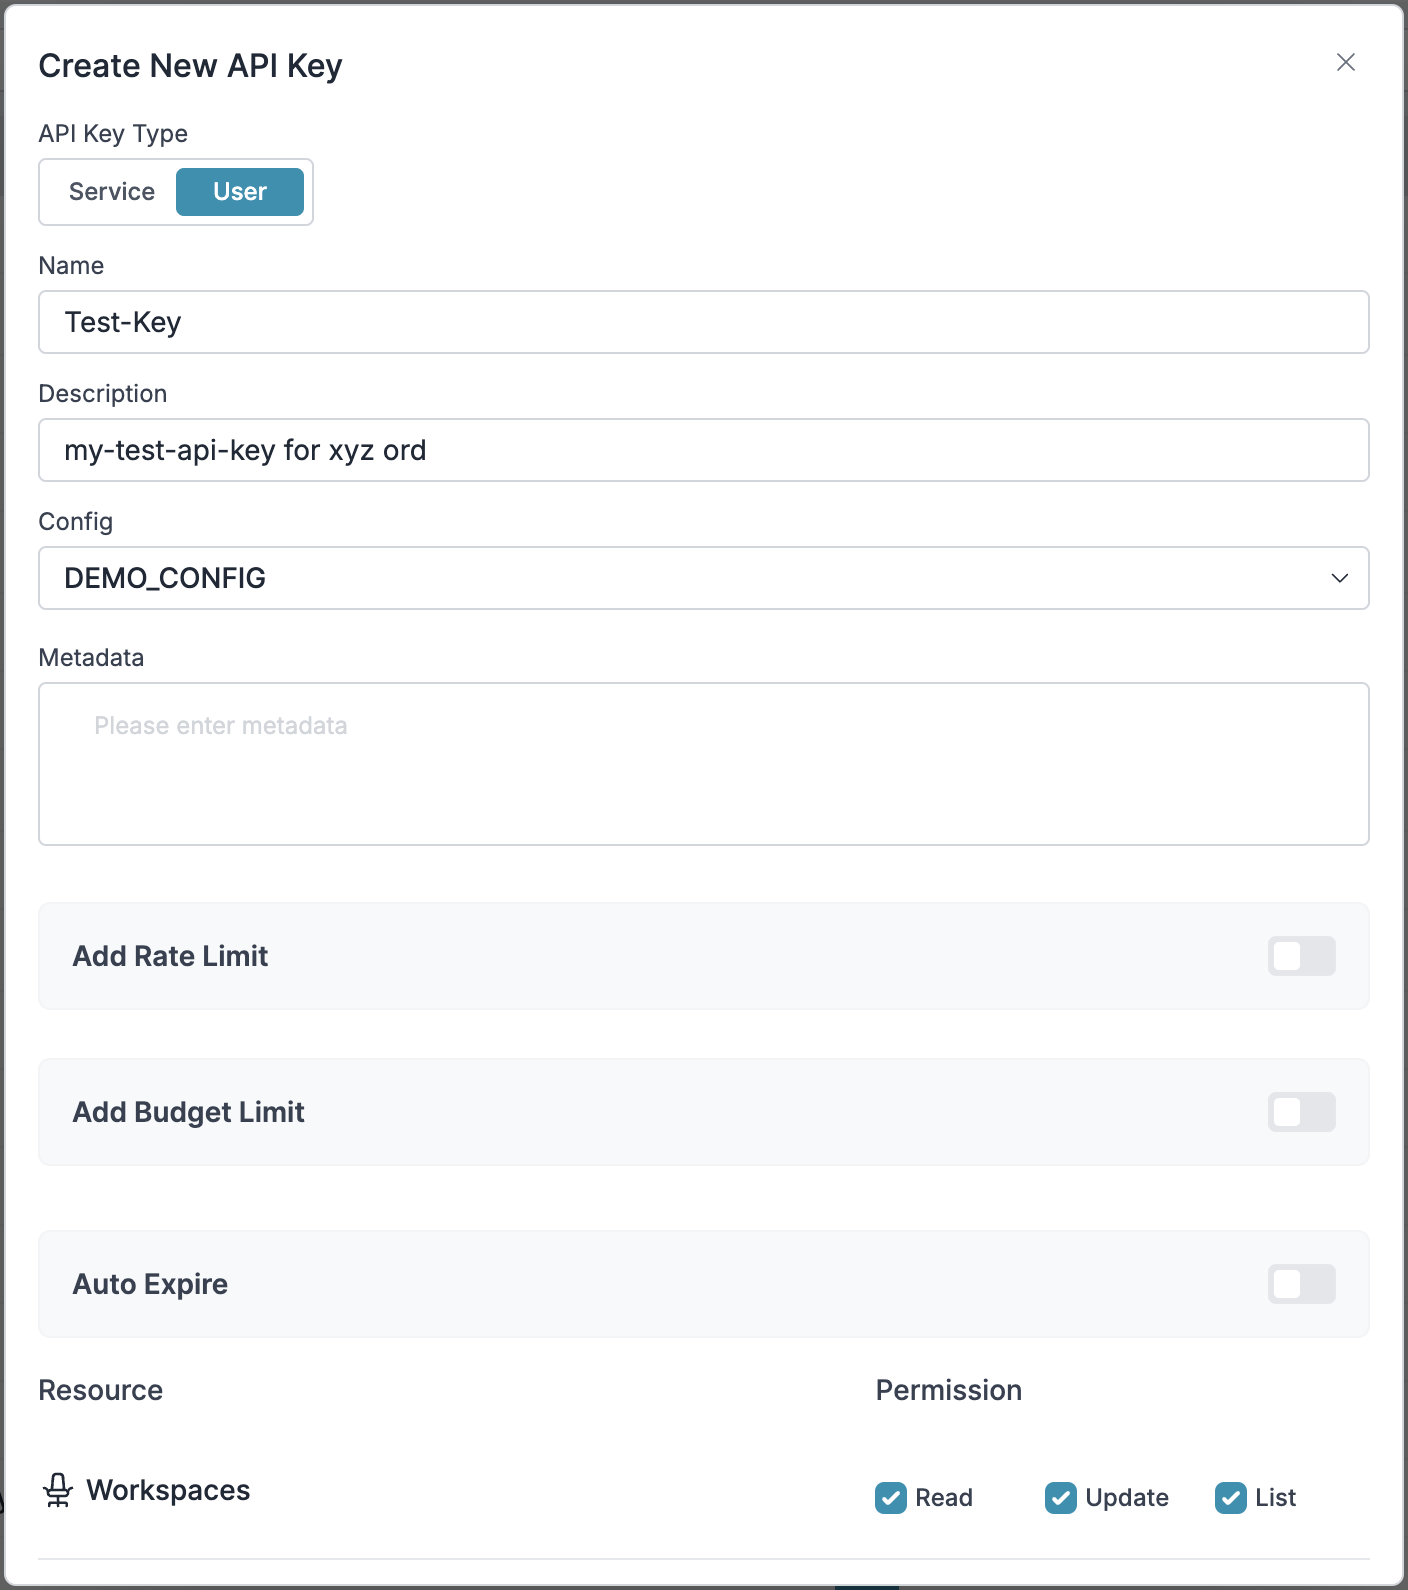 Create New API Key
API Key Type
Service User
Name
Test-Key
Description
my-test-api-key for xyz ord
Config
DEMO_CONFIG
Metadata
Please enter metadata
Add Rate Limit
Add Budget Limit
Auto Expire
Resource Permission
Workspaces Read Update List